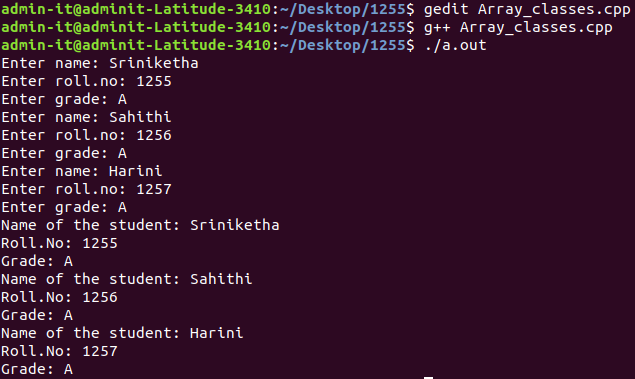 admin-it@adminit-Latitude-3410:~/Desktop/1255$ gedit Array_classes.cpp
admin-it@adminit-Latitude-3410:~/Desktop/1255$ g++ Array_classes.cpp
admin-it@adminit-Latitude-3410:~/Desktop/1255$ ./a.out
Enter name: Sriniketha
Enter roll.no: 1255
Enter grade: A
Enter name: Sahithi
Enter roll.no: 1256
Enter grade: A
Enter name: Harini
Enter roll.no: 1257
Enter grade: A
Name of the student: Sriniketha
Roll.No: 1255
Grade: A
Name of the student: Sahithi
Roll.No: 1256
Grade: A
Name of the student: Harini
Roll.No: 1257
Grade: A